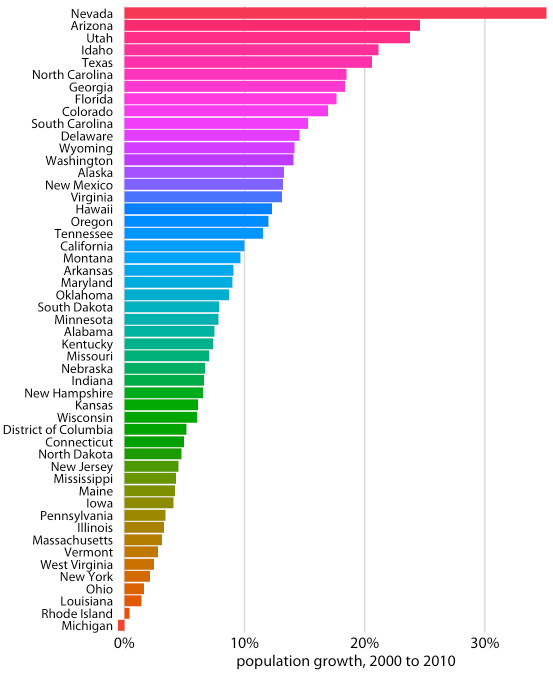 Nevada
Arizona
Utah
Idaho
Texas
North Carolina
Georgia
Florida
Colorado
South Carolina
Delaware
Wyoming
Washington
Alaska
New Mexico
Virginia
Hawaii
Oregon
Tennessee
California
Montana
Arkansas
Maryland
Oklahoma
South Dakota
Minnesota
Alabama
Kentucky
Missouri
Nebraska
Indiana
New Hampshire
Kansas
Wisconsin
District of Columbia
Connecticut
North Dakota
New Jersey
Mississippi
Maine
Iowa
Pennsylvania
Illinois
Massachusetts
Vermont
West Virginia
New York
Ohio
Louisiana
Rhode Island
Michigan
0% 10% 20% 30%
population growth, 2000 to 2010